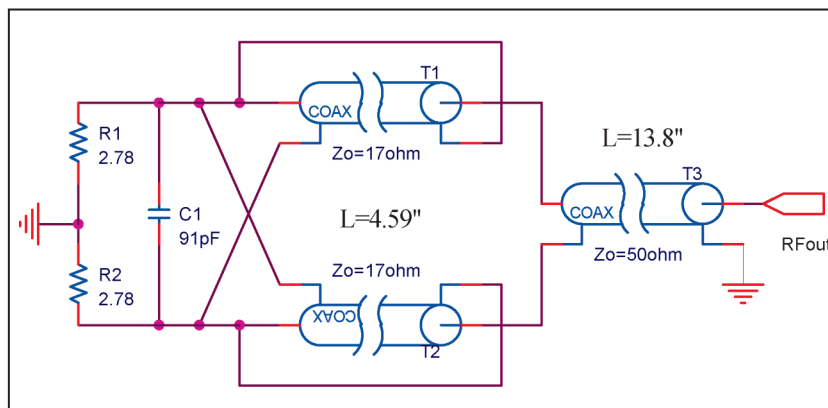 T1
COAX
Zo=17ohm
R1
2.78
C1
91pF
R2
2.78
L=4.59"
Zo=17ohm
COAX
T2
L=13.8"
T3
COAX
Zo=50ohm
RFout